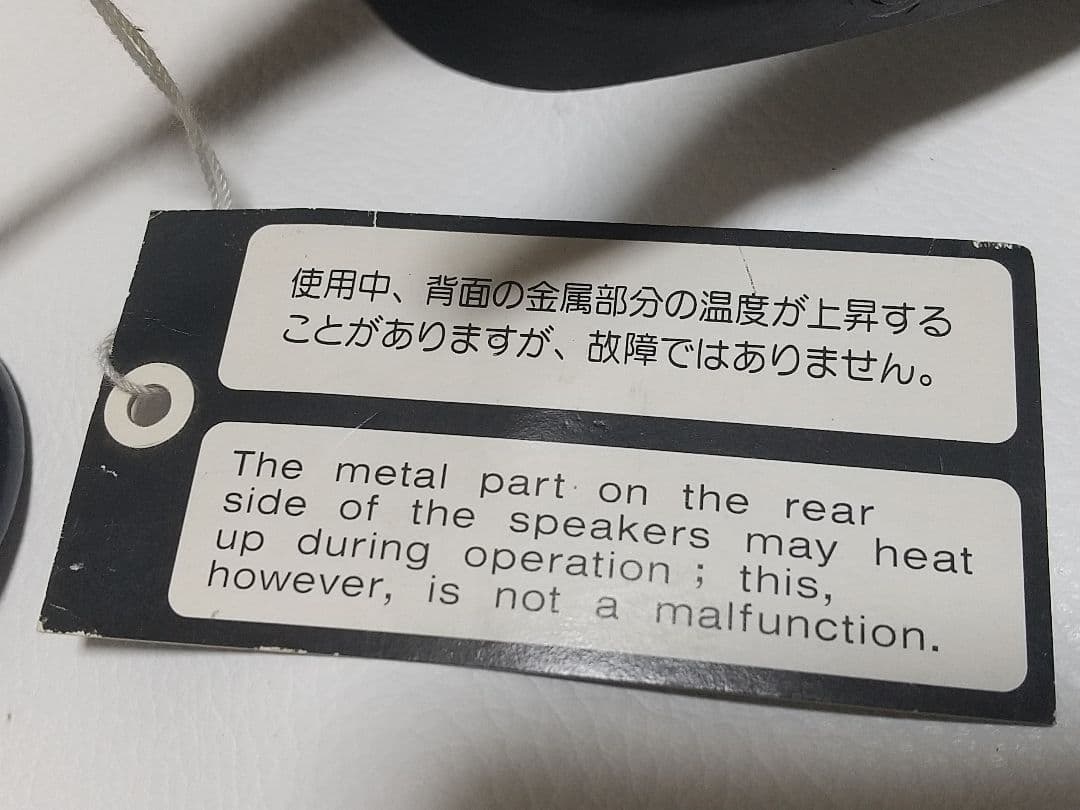 使用中、背面の金属部分の温度が上昇する
ことがありますが、故障ではありません。
The metal part on the rear
side of the speakers may heat
up during operation ; this,
however, is not a malfunction.